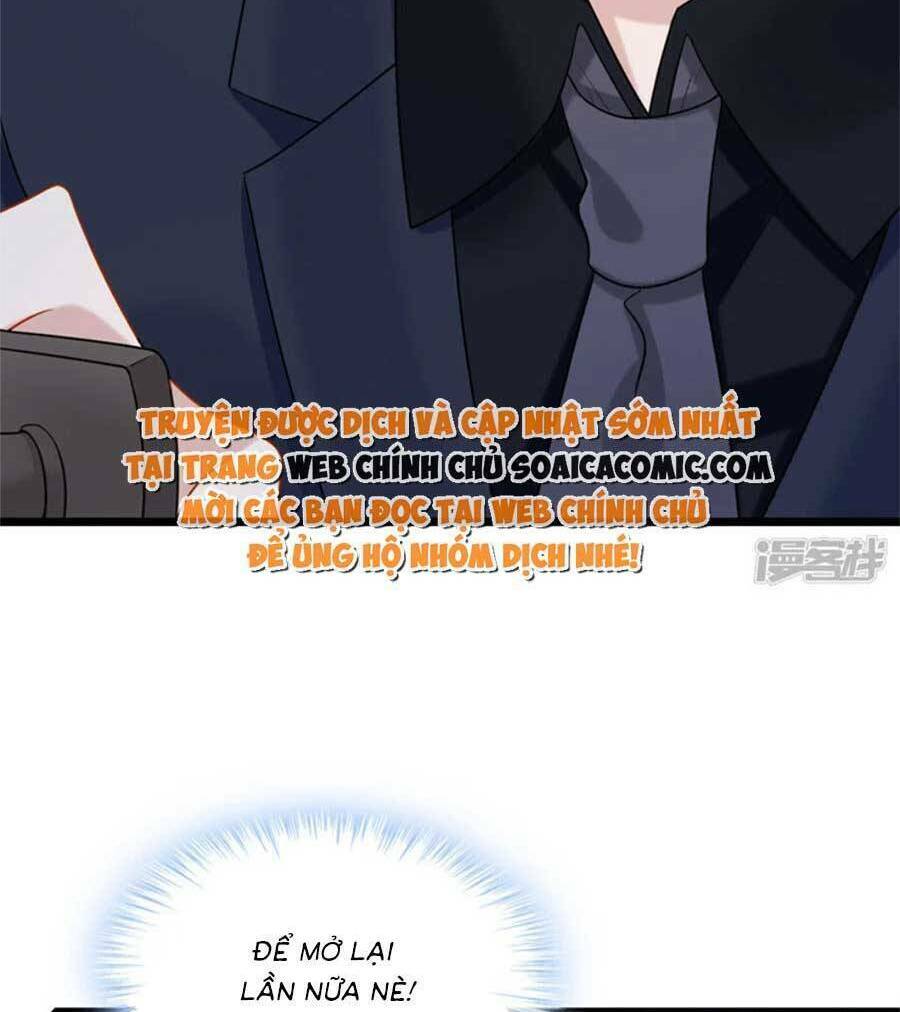 TRUYỆN ĐƯỢC DỊCH VÀ CẬP NHẬT SỚM NHẤT
TẠI TRANG WEB CHÍNH CHỦ SOAICACOMIC.COM
MỜI CÁC BẠN ĐỌC TẠI WEB CHÍNH CHỦ
ĐỂ ỦNG HỘ NHÓM DỊCH NHÉ!
漫客栈
ĐỂ MỞ LẠI
LẦN NỮA NÈ!